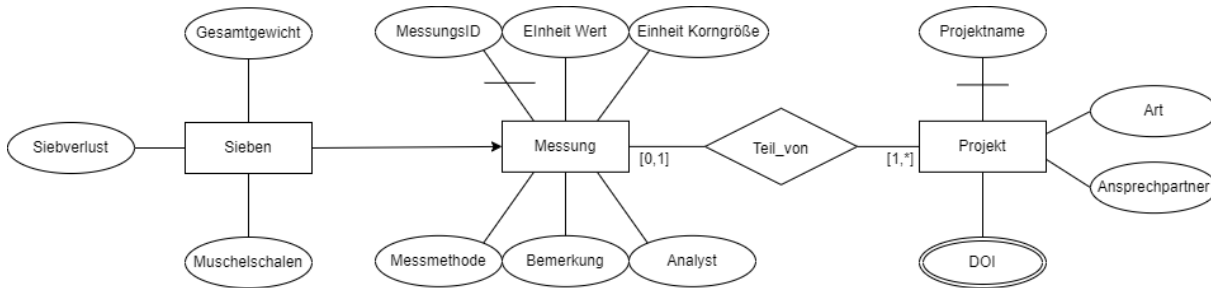 Gesamtgewicht
MessungsID
EInheit Wert
Einheit Korngröße
Projektname
Art
Siebverlust
Sieben
Messung
[0,1]
Teil_von
[1,*]
Projekt
Ansprechpartner
Muschelschalen
Messmethode
Bemerkung
Analyst
DOI